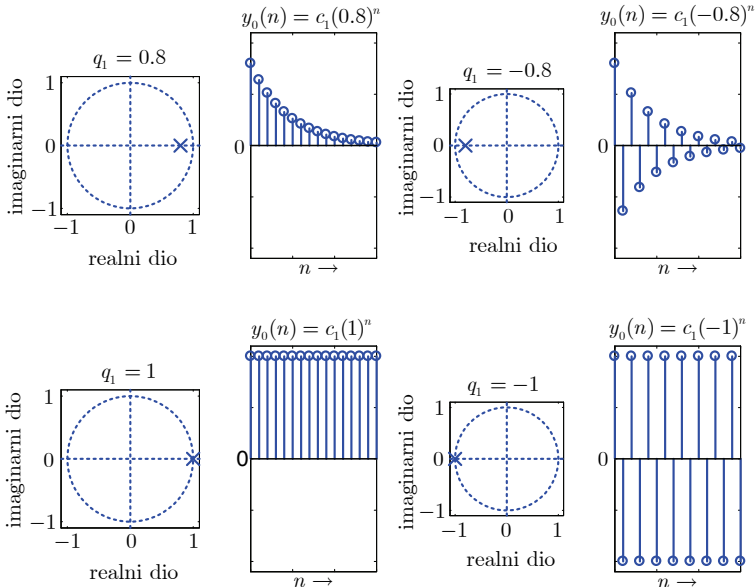 y₀(n) = c₁(0.8)ⁿ
q₁ = 0.8
imaginarni dio
1
0
−1
−1 0 1
realni dio
0
n →
y₀(n) = c₁(−0.8)ⁿ
q₁ = −0.8
imaginarni dio
1
0
−1
−1 0 1
realni dio
0
n →
y₀(n) = c₁(1)ⁿ
q₁ = 1
imaginarni dio
1
0
−1
−1 0 1
realni dio
0
n →
y₀(n) = c₁(−1)ⁿ
q₁ = −1
imaginarni dio
1
0
−1
−1 0 1
realni dio
0
n →